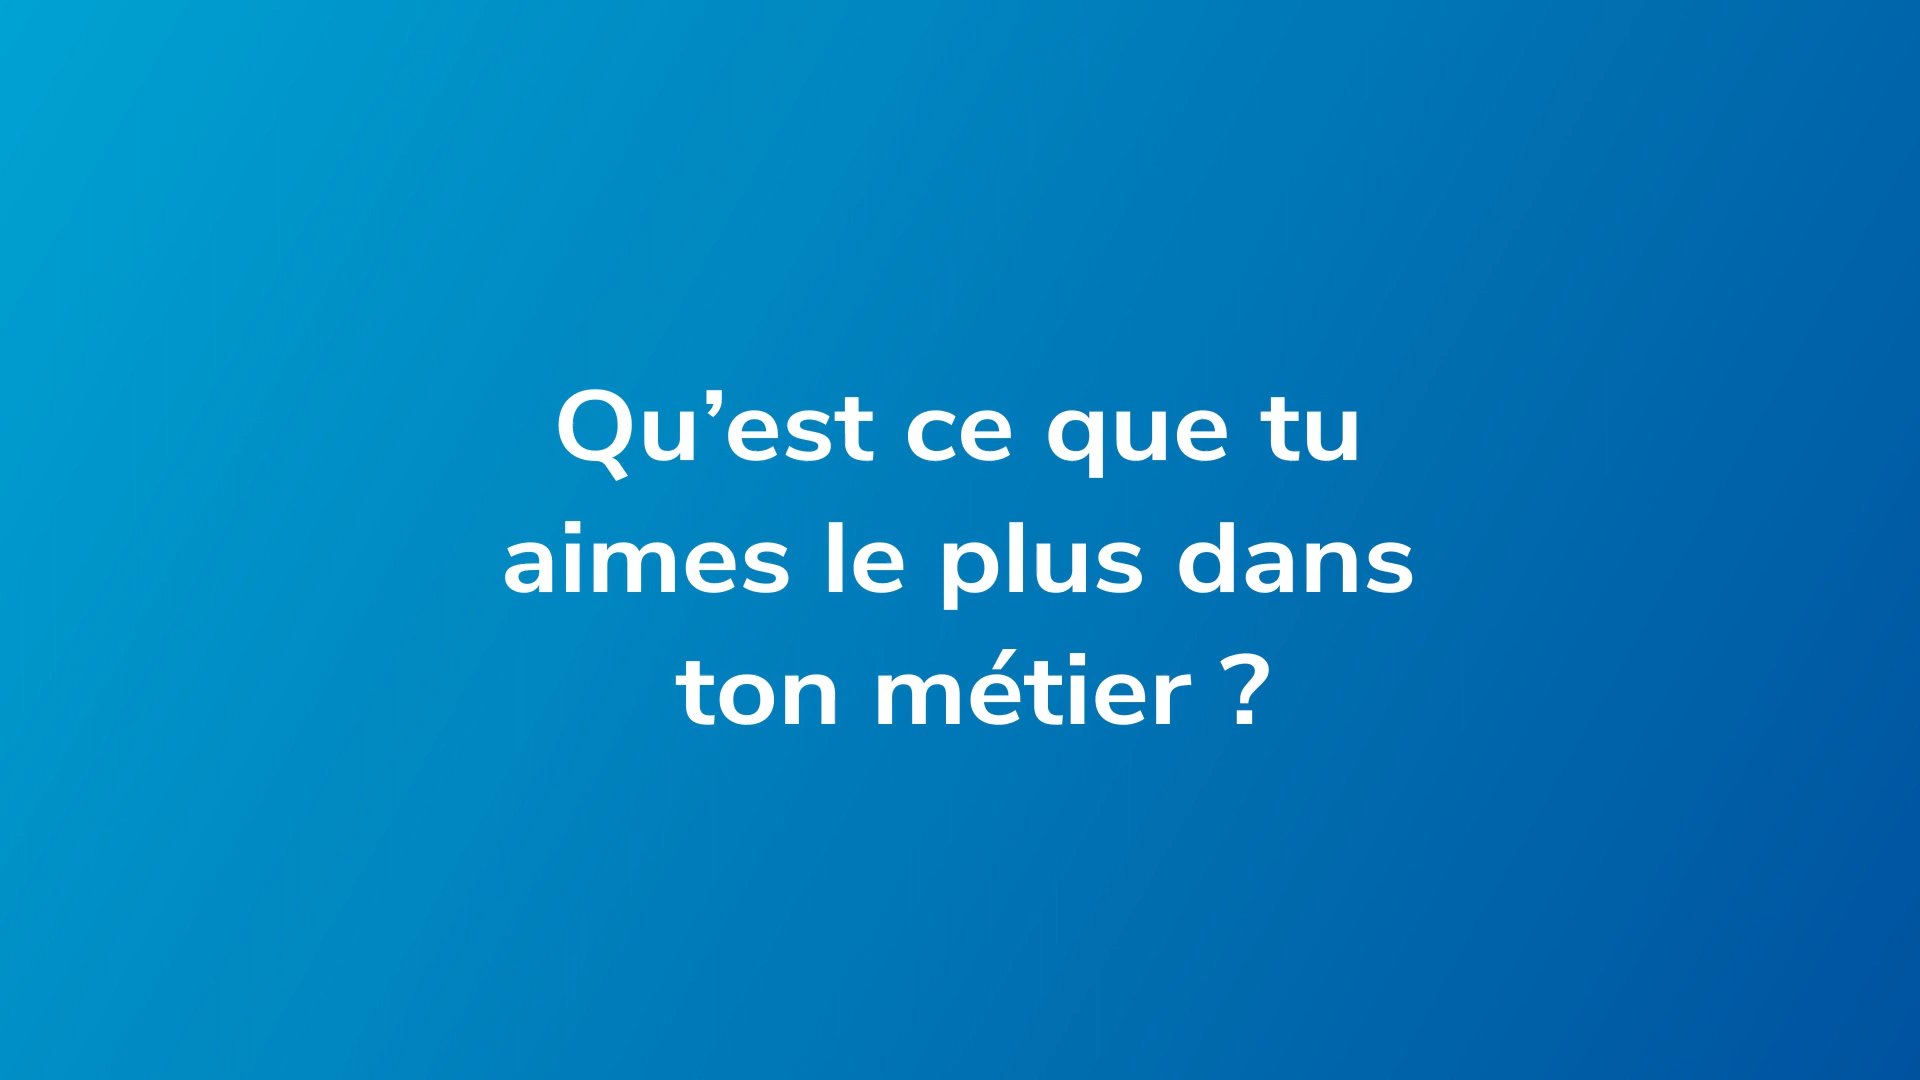 Qu’est ce que tu
aimes le plus dans
ton métier ?